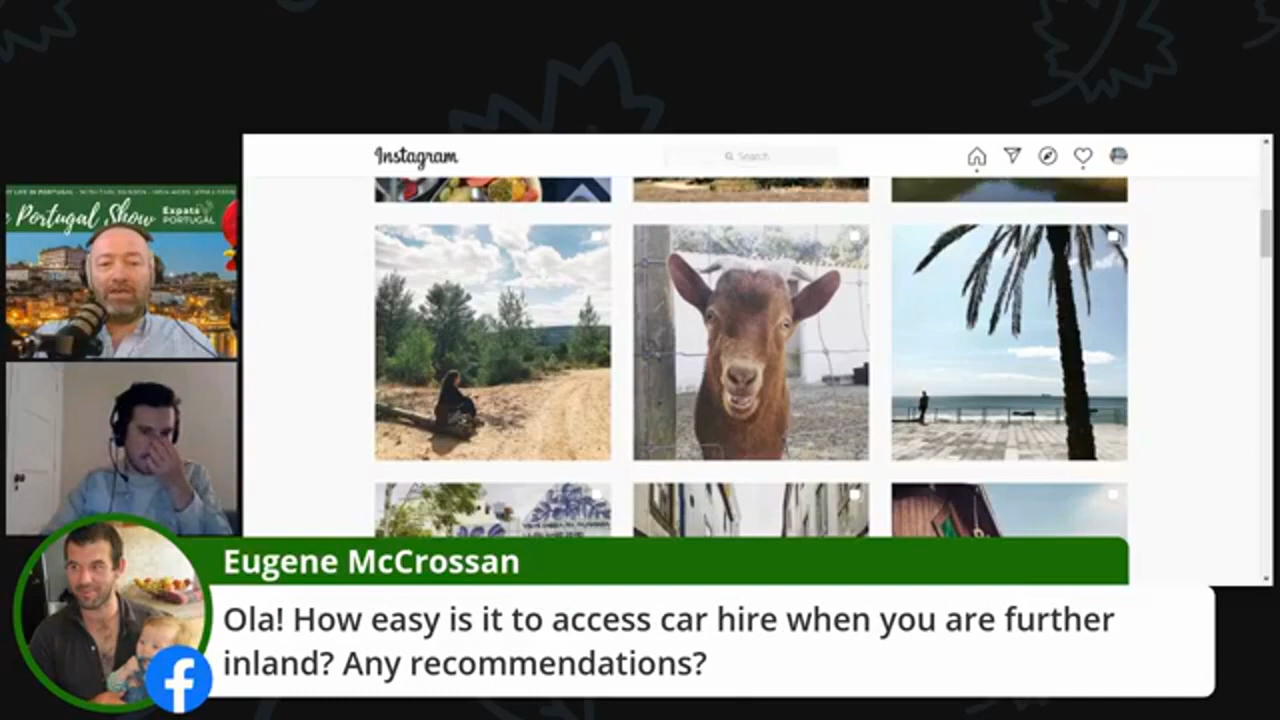 Instagram
Search
Portugal Show
Expats
PORTUGAL
Eugene McCrossan
Ola! How easy is it to access car hire when you are further
inland? Any recommendations?